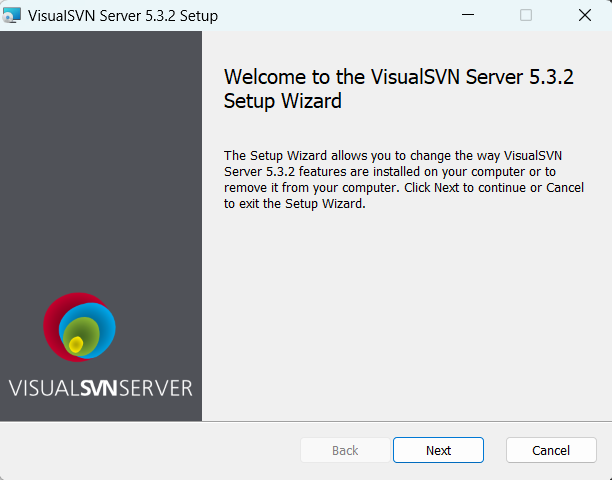 VisualSVN Server 5.3.2 Setup
Welcome to the VisualSVN Server 5.3.2
Setup Wizard
The Setup Wizard allows you to change the way VisualSVN
Server 5.3.2 features are installed on your computer or to
remove it from your computer. Click Next to continue or Cancel
to exit the Setup Wizard.
VISUALSVNSERVER
Back
Next
Cancel